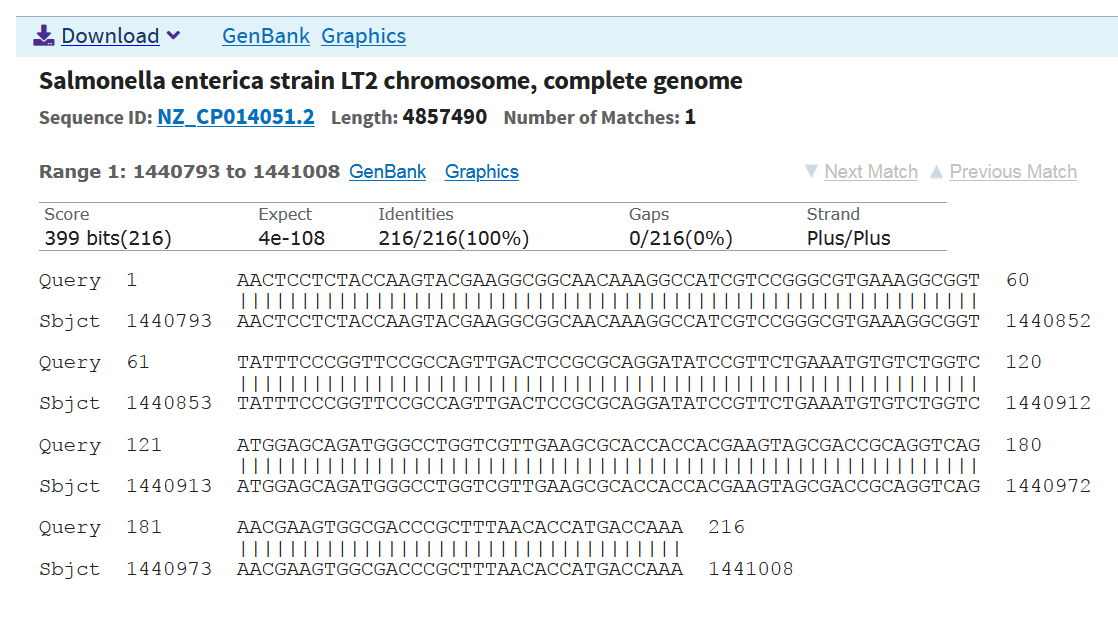 Download GenBank Graphics
Salmonella enterica strain LT2 chromosome, complete genome
Sequence ID: NZ_CP014051.2 Length: 4857490 Number of Matches: 1
Range 1: 1440793 to 1441008 GenBank Graphics ▼ Next Match ▲ Previous Match
Score Expect Identities Gaps Strand
399 bits(216) 4e-108 216/216(100%) 0/216(0%) Plus/Plus
Query 1 AACTCCTCTACCAAGTACGAAGGCGGCAACAAAGGCCATCGTCCGGGCGTGAAAGGCGGT 60
||||||||||||||||||||||||||||||||||||||||||||||||||||||||||||
Sbjct 1440793 AACTCCTCTACCAAGTACGAAGGCGGCAACAAAGGCCATCGTCCGGGCGTGAAAGGCGGT 1440852
Query 61 TATTTCCCGGTTCCGCCAGTTGACTCCGCGCAGGATATCCGTTCTGAAATGTGTCTGGTC 120
||||||||||||||||||||||||||||||||||||||||||||||||||||||||||||
Sbjct 1440853 TATTTCCCGGTTCCGCCAGTTGACTCCGCGCAGGATATCCGTTCTGAAATGTGTCTGGTC 1440912
Query 121 ATGGAGCAGATGGGCCTGGTCGTTGAAGCGCACCACCACGAAGTAGCGACCGCAGGTCAG 180
||||||||||||||||||||||||||||||||||||||||||||||||||||||||||||
Sbjct 1440913 ATGGAGCAGATGGGCCTGGTCGTTGAAGCGCACCACCACGAAGTAGCGACCGCAGGTCAG 1440972
Query 181 AACGAAGTGGCGACCCGCTTTAACACCATGACCAAA 216
||||||||||||||||||||||||||||||||||||
Sbjct 1440973 AACGAAGTGGCGACCCGCTTTAACACCATGACCAAA 1441008